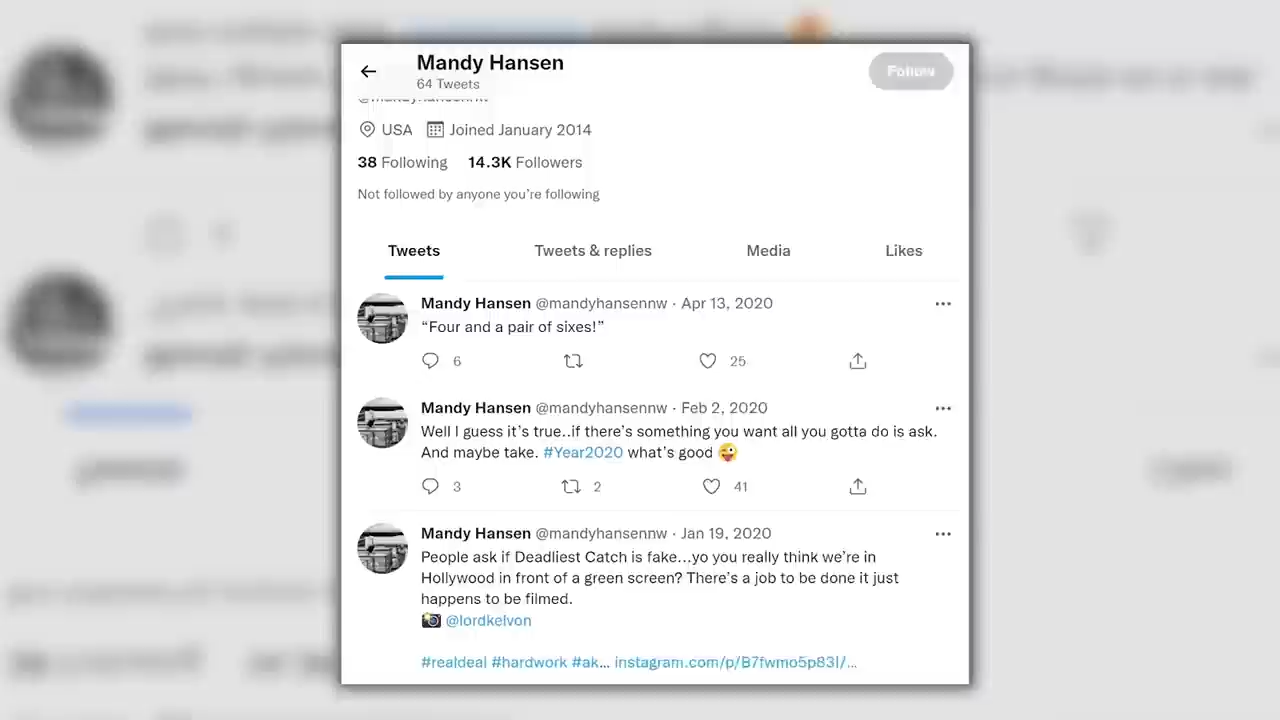 Mandy Hansen
64 Tweets
Follow
USA Joined January 2014
38 Following 14.3K Followers
Not followed by anyone you're following
Tweets Tweets & replies Media Likes
Mandy Hansen @mandyhansennw · Apr 13, 2020
“Four and a pair of sixes!”
6 25
Mandy Hansen @mandyhansennw · Feb 2, 2020
Well I guess it's true..if there's something you want all you gotta do is ask.
And maybe take. #Year2020 what's good 😜
3 2 41
Mandy Hansen @mandyhansennw · Jan 19, 2020
People ask if Deadliest Catch is fake...yo you really think we're in
Hollywood in front of a green screen? There's a job to be done it just
happens to be filmed.
📸 @lordkelvon
#realdeal #hardwork #ak... instagram.com/p/B7fwmo5p83I/...